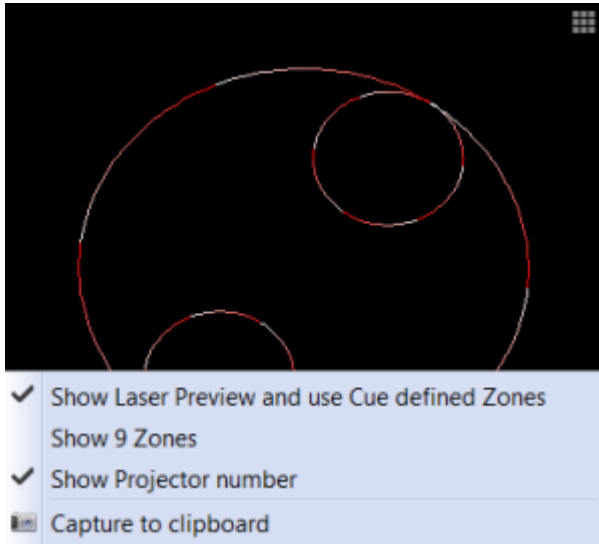 Show Laser Preview and use Cue defined Zones
Show 9 Zones
Show Projector number
Capture to clipboard